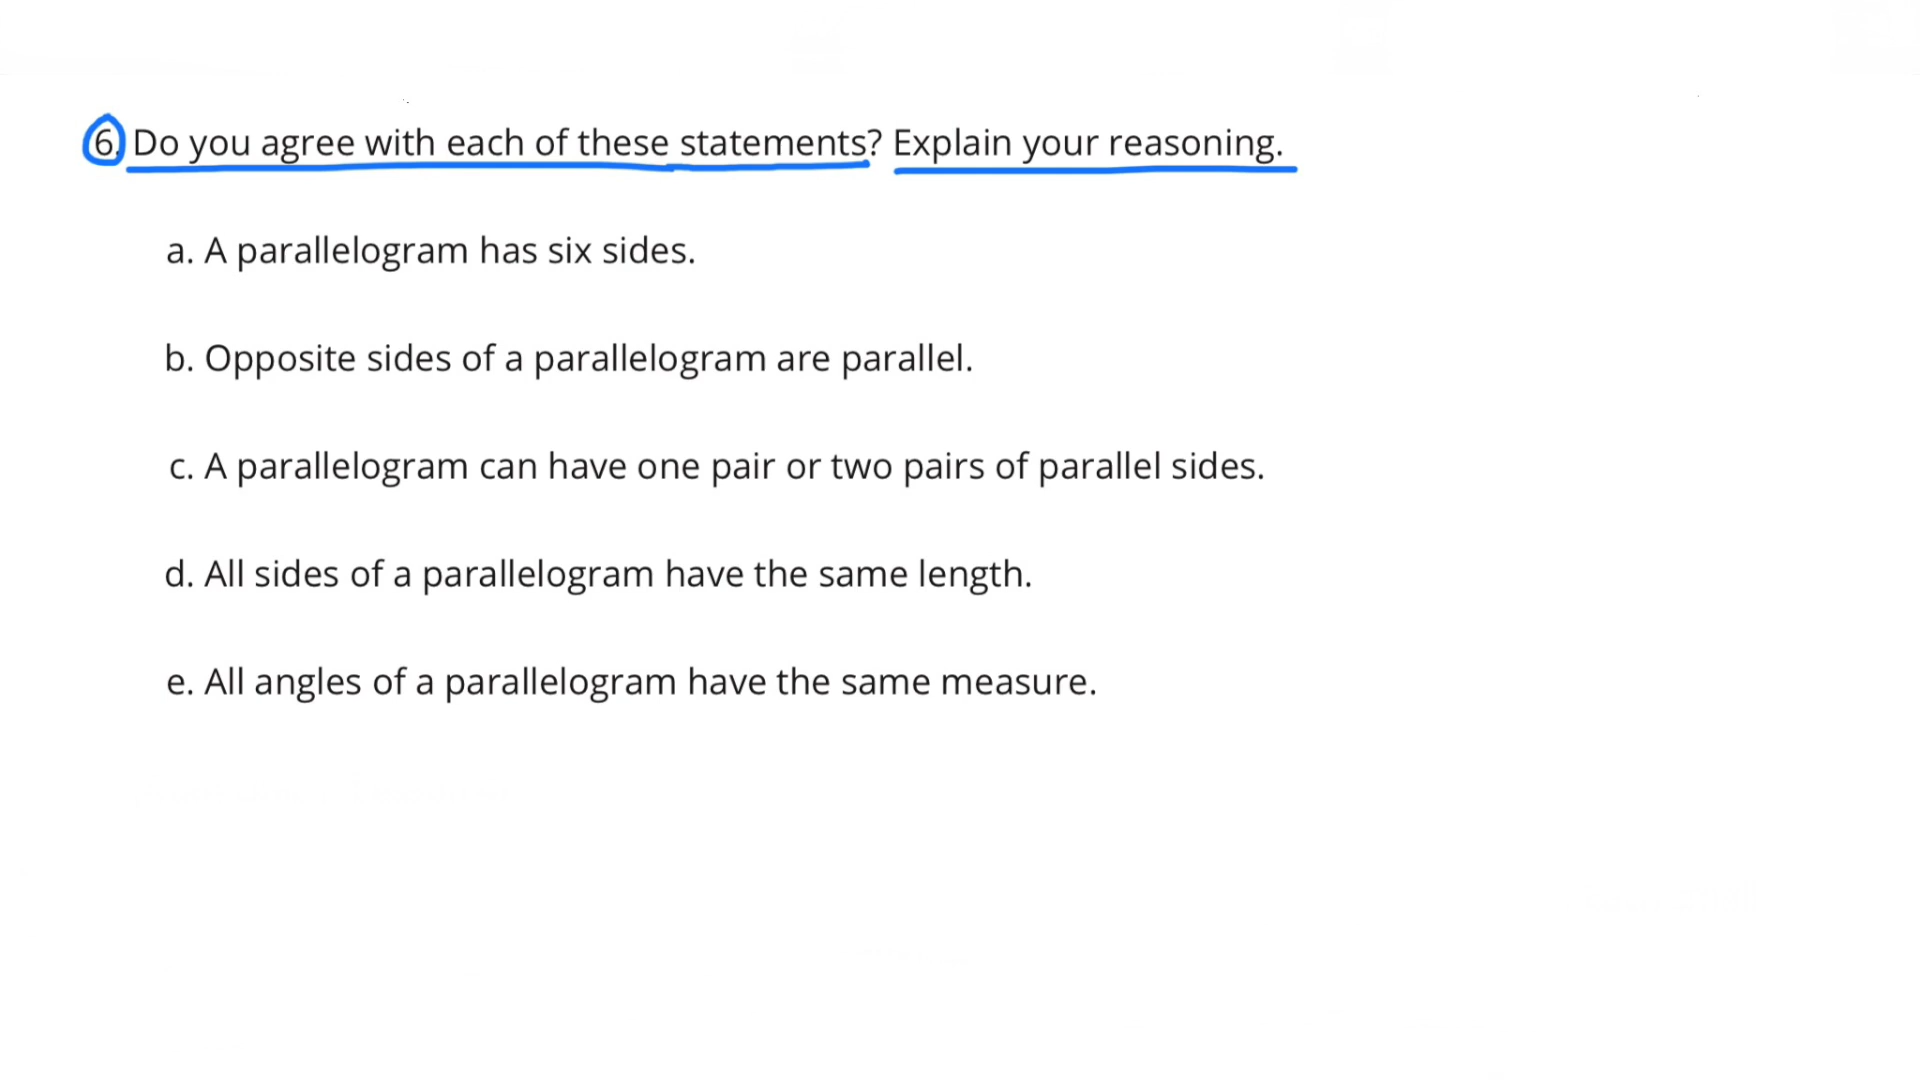 6. Do you agree with each of these statements? Explain your reasoning.
a. A parallelogram has six sides.
b. Opposite sides of a parallelogram are parallel.
c. A parallelogram can have one pair or two pairs of parallel sides.
d. All sides of a parallelogram have the same length.
e. All angles of a parallelogram have the same measure.